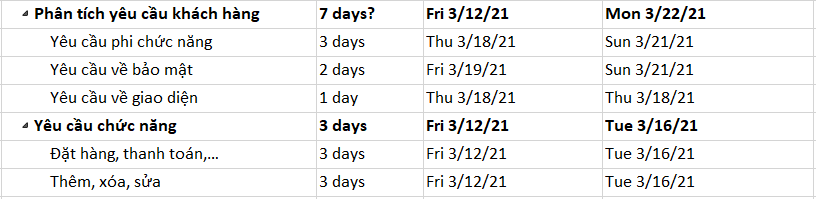 Phân tích yêu cầu khách hàng 7 days? Fri 3/12/21 Mon 3/22/21
Yêu cầu phi chức năng 3 days Thu 3/18/21 Sun 3/21/21
Yêu cầu về bảo mật 2 days Fri 3/19/21 Sun 3/21/21
Yêu cầu về giao diện 1 day Thu 3/18/21 Thu 3/18/21
Yêu cầu chức năng 3 days Fri 3/12/21 Tue 3/16/21
Đặt hàng, thanh toán,... 3 days Fri 3/12/21 Tue 3/16/21
Thêm, xóa, sửa 3 days Fri 3/12/21 Tue 3/16/21